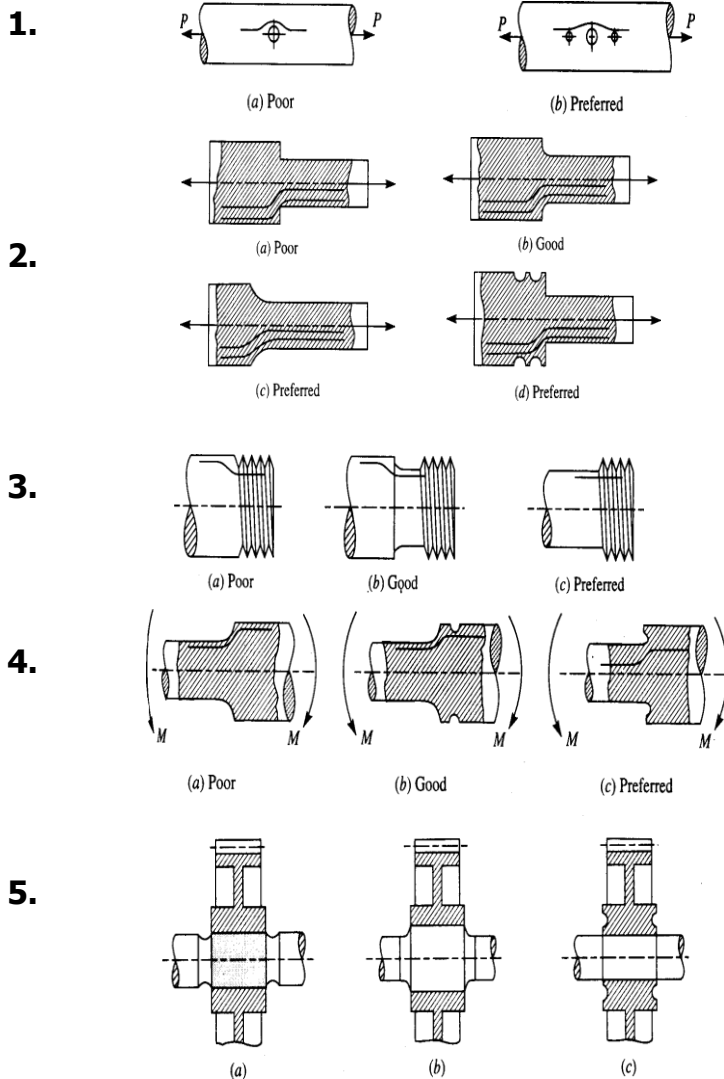 1.
P P P P
(a) Poor (b) Preferred
2.
(a) Poor (b) Good
(c) Preferred (d) Preferred
3.
(a) Poor (b) Good (c) Preferred
4.
M M M M M M
(a) Poor (b) Good (c) Preferred
5.
(a) (b) (c)